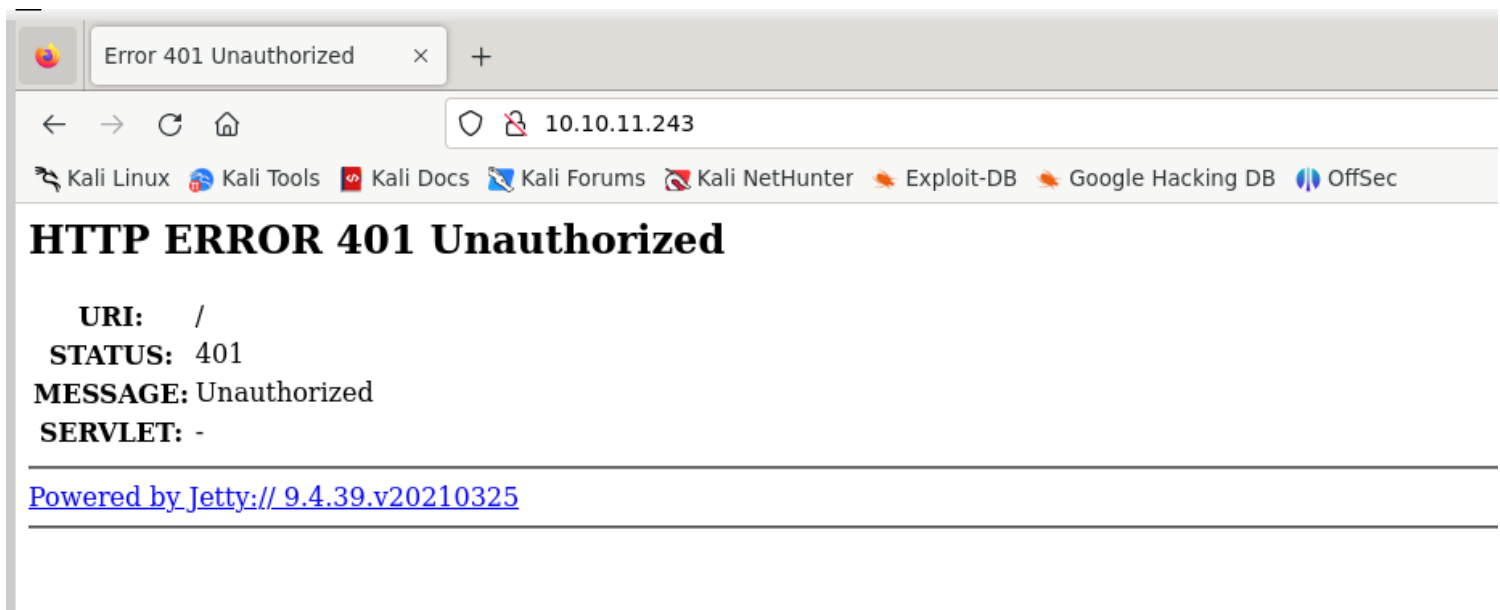 Error 401 Unauthorized
10.10.11.243
Kali Linux Kali Tools Kali Docs Kali Forums Kali NetHunter Exploit-DB Google Hacking DB OffSec
HTTP ERROR 401 Unauthorized
URI: /
STATUS: 401
MESSAGE: Unauthorized
SERVLET: -
Powered by Jetty:// 9.4.39.v20210325